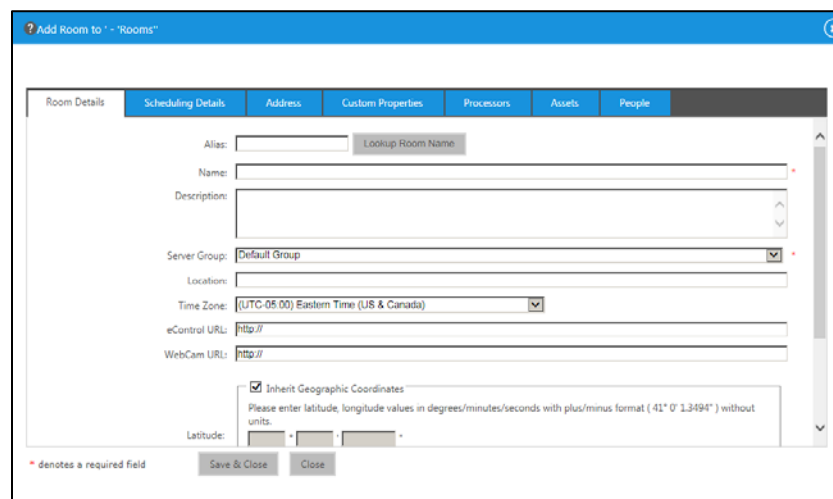 ? Add Room to ' - 'Rooms''
Room Details Scheduling Details Address Custom Properties Processors Assets People
Alias: Lookup Room Name
Name: *
Description:
Server Group: Default Group *
Location:
Time Zone: (UTC-05:00) Eastern Time (US & Canada)
eControl URL: http://
WebCam URL: http://
Inherit Geographic Coordinates
Please enter latitude, longitude values in degrees/minutes/seconds with plus/minus format ( 41° 0' 1.3494" ) without
units.
Latitude: ° ' "
* denotes a required field Save & Close Close